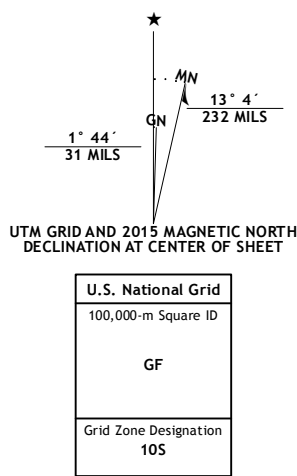 ★
MN
GN
13° 4´
232 MILS
1° 44´
31 MILS
UTM GRID AND 2015 MAGNETIC NORTH
DECLINATION AT CENTER OF SHEET
U.S. National Grid
100,000-m Square ID
GF
Grid Zone Designation
10S